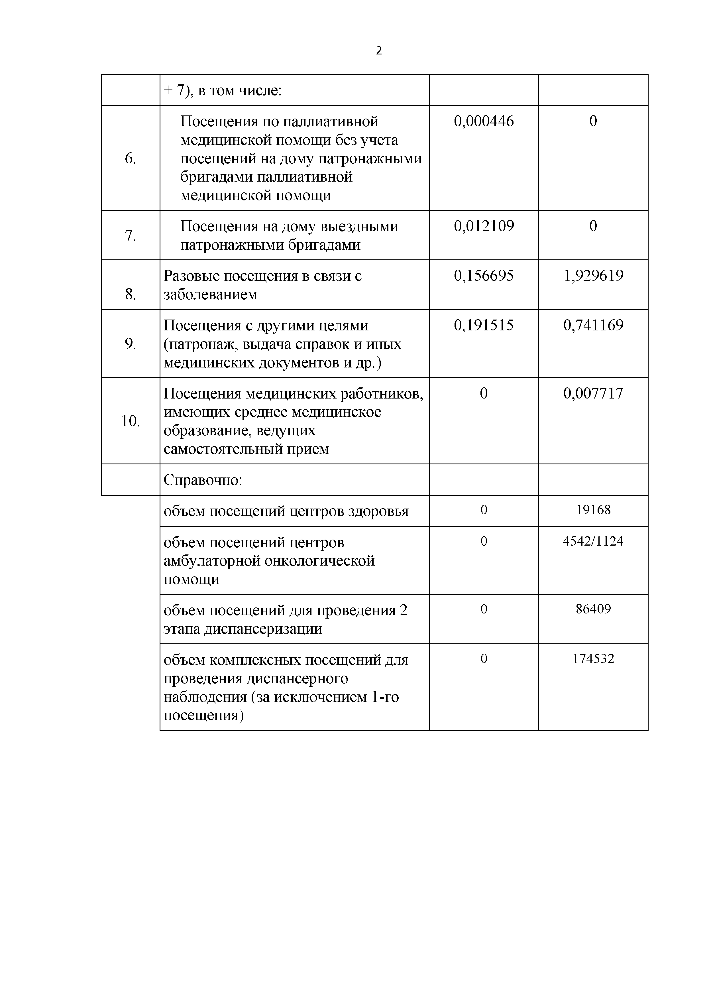 2
+ 7), в том числе:
6.
Посещения по паллиативной
медицинской помощи без учета
посещений на дому патронажными
бригадами паллиативной
медицинской помощи
0,000446
0
7.
Посещения на дому выездными
патронажными бригадами
0,012109
0
8.
Разовые посещения в связи с
заболеванием
0,156695
1,929619
9.
Посещения с другими целями
(патронаж, выдача справок и иных
медицинских документов и др.)
0,191515
0,741169
10.
Посещения медицинских работников,
имеющих среднее медицинское
образование, ведущих
самостоятельный прием
0
0,007717
Справочно:
объем посещений центров здоровья
0
19168
объем посещений центров
амбулаторной онкологической
помощи
0
4542/1124
объем посещений для проведения 2
этапа диспансеризации
0
86409
объем комплексных посещений для
проведения диспансерного
наблюдения (за исключением 1-го
посещения)
0
174532